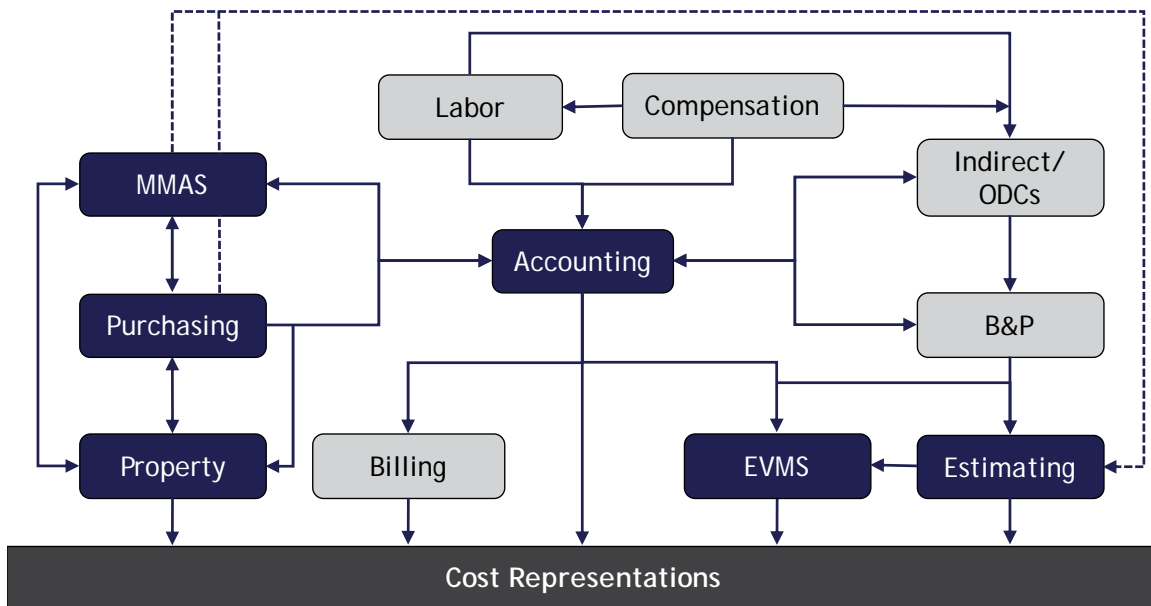 Labor
Compensation
MMAS
Indirect/
ODCs
Accounting
Purchasing
B&P
Property
Billing
EVMS
Estimating
Cost Representations